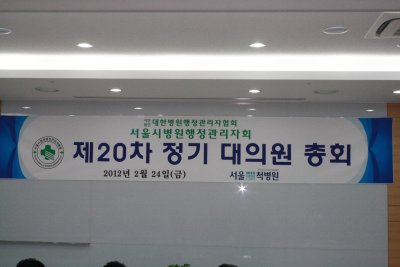 대한병원행정관리자협회
서울시병원행정관리자회
제20차 정기 대의원 총회
2012년 2월 24일(금)
서울 척병원